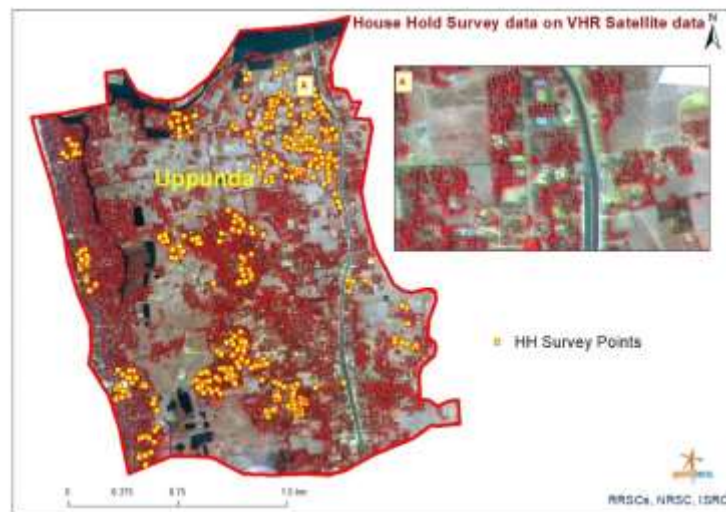 House Hold Survey data on VHR Satellite data
N
Uppunda
HH Survey Points
0 0.375 0.75 1.5 km
RRSCs, NRSC, ISRO